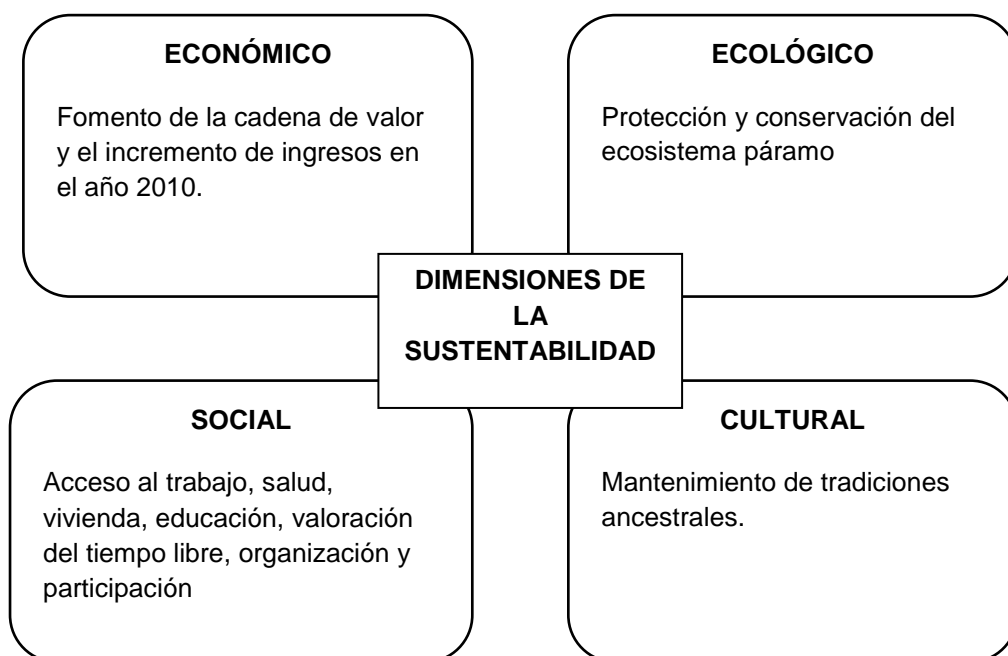 ECONÓMICO
Fomento de la cadena de valor
y el incremento de ingresos en
el año 2010.
ECOLÓGICO
Protección y conservación del
ecosistema páramo
DIMENSIONES DE
LA
SUSTENTABILIDAD
SOCIAL
Acceso al trabajo, salud,
vivienda, educación, valoración
del tiempo libre, organización y
participación
CULTURAL
Mantenimiento de tradiciones
ancestrales.